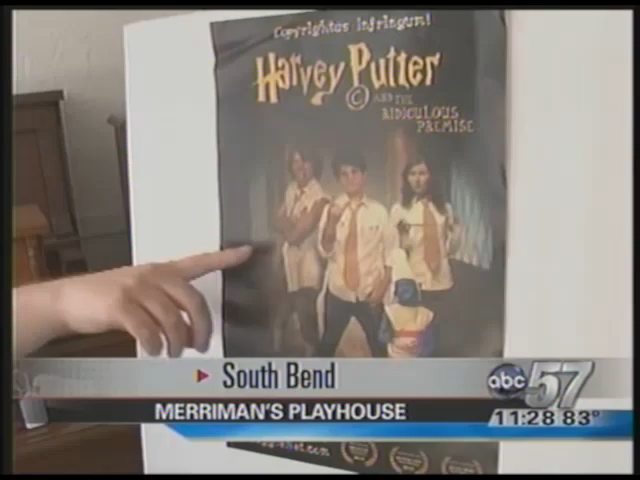 Copyrightus Infringum!
Harvey Putter
©
AND THE
RIDICULOUS
PREMISE
South Bend
MERRIMAN'S PLAYHOUSE
abc 57
11:28 83°